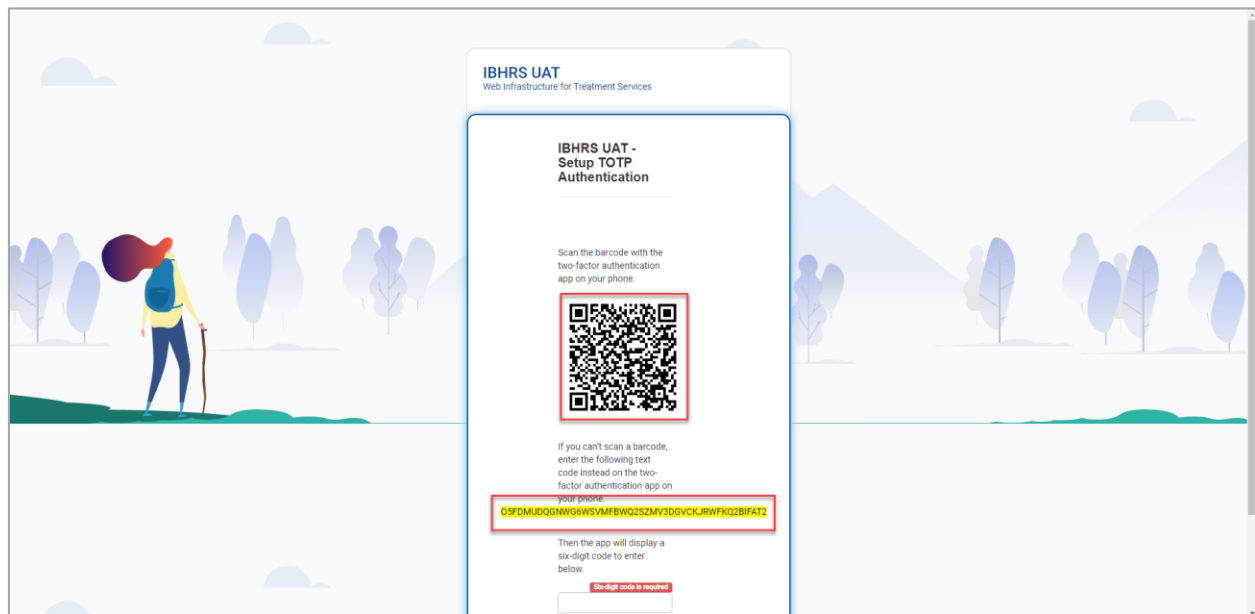 IBHRS UAT
Web Infrastructure for Treatment Services
IBHRS UAT -
Setup TOTP
Authentication
Scan the barcode with the
two-factor authentication
app on your phone.
If you can't scan a barcode,
enter the following text
code instead on the two-
factor authentication app on
your phone.
O5FDMUDQGNWG6WSVMFBWQ2SZMV3DGVCKJRWFKQ2BIFAT2
Then the app will display a
six-digit code to enter
below.
Six-digit code is required